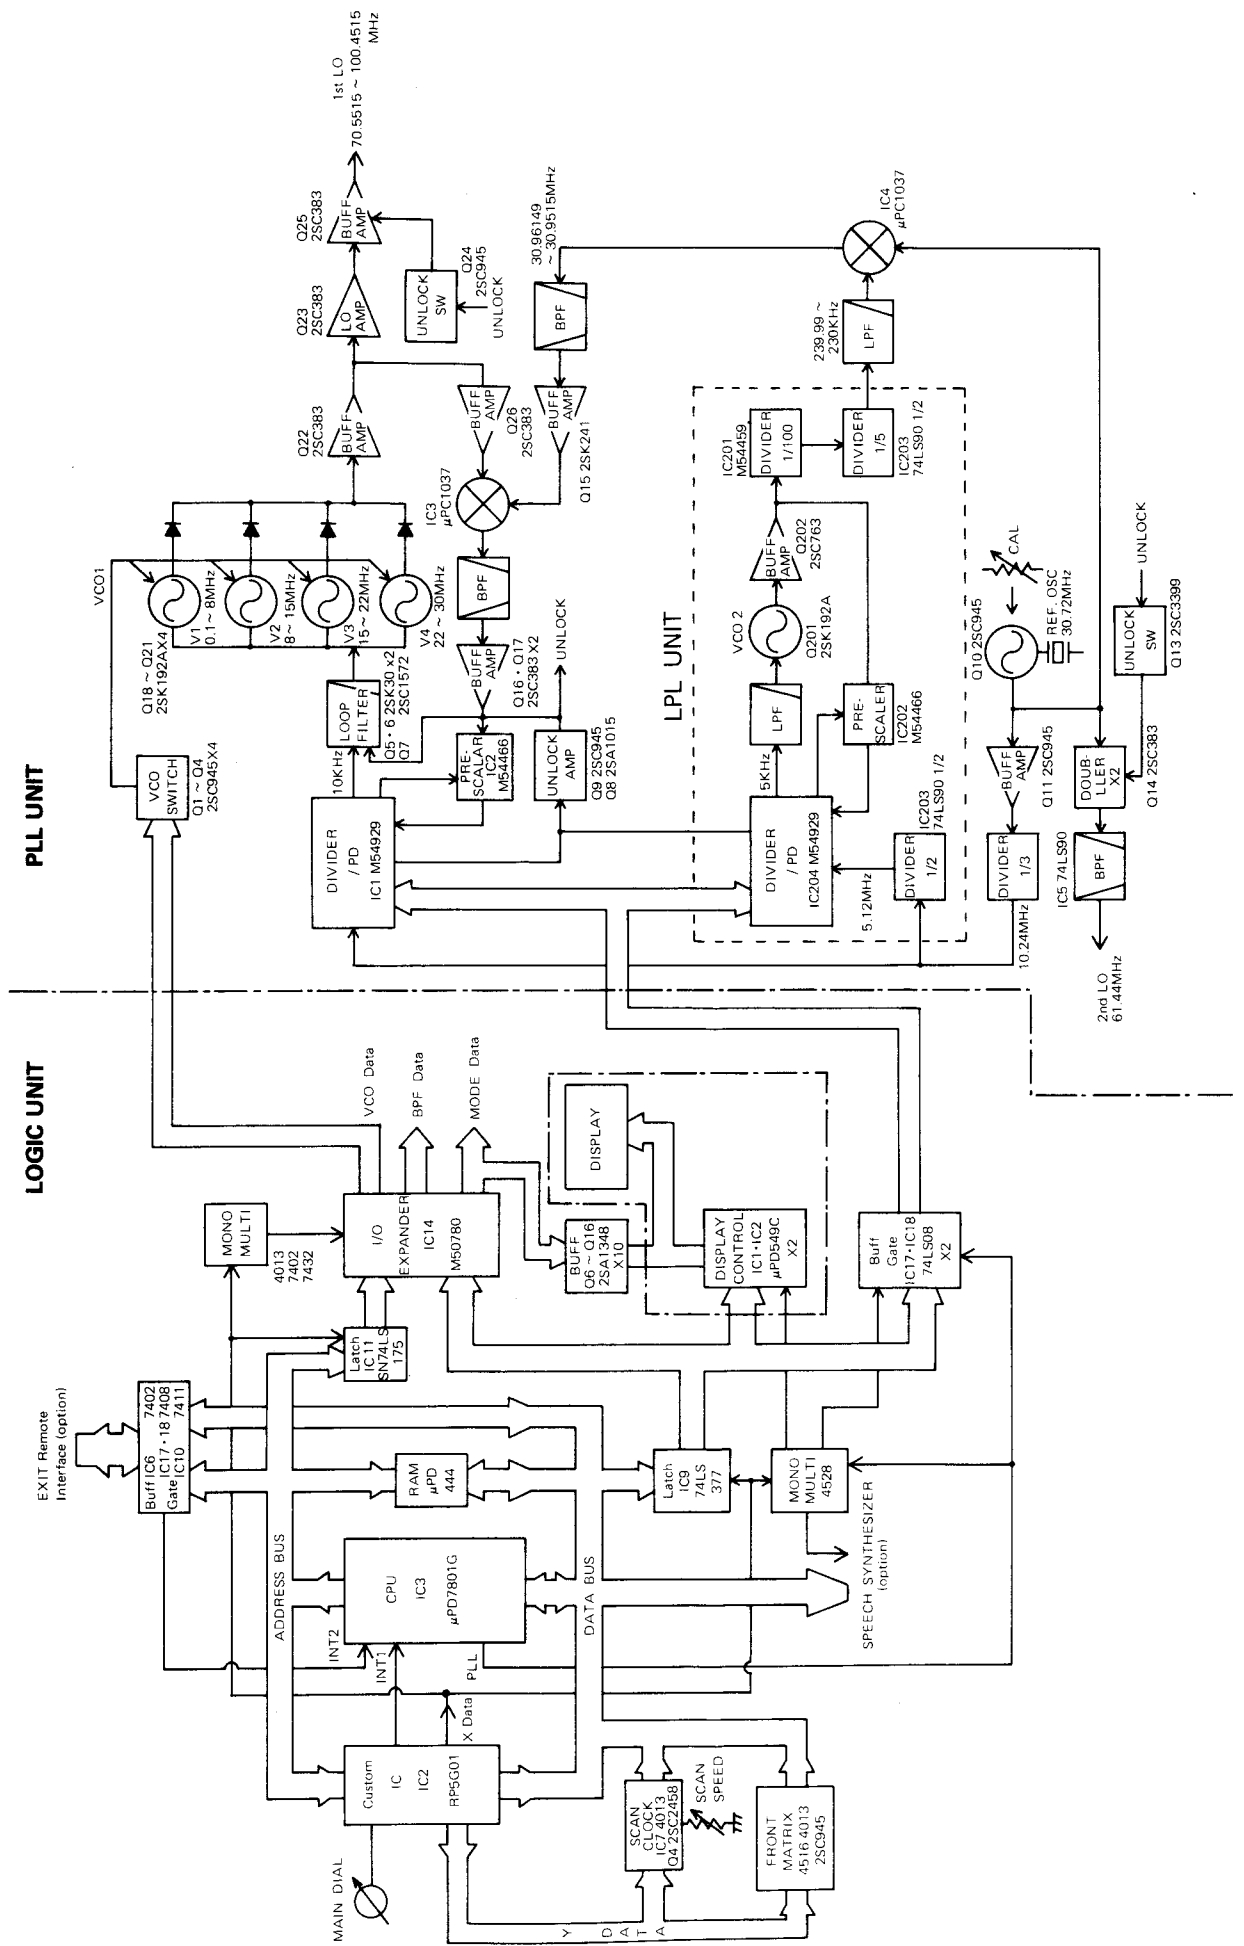 LOGIC UNIT
PLL UNIT
EXIT Remote
Interface (option)
Buff IC6 7402
Gate IC17・18 7408
IC10 7411
MONO
MULTI
4013
7402
7432
Latch
IC 11
SN74LS
175
I/O
EXPANDER
IC14
M50780
VCO Data
BPF Data
MODE Data
RAM
μPD
444
ADDRESS BUS
CPU
IC3
μPD7801G
INT2
INT1
PLL
X Data
DATA BUS
Custom
IC
IC2
RP5G01
MAIN DIAL
Y DATA
SCAN
CLOCK
IC7 4013
Q4 2SC2458
SCAN
SPEED
FRONT
MATRIX
4516 4013
2SC945
Latch
IC9
74LS
377
MONO
MULTI
4528
SPEECH SYNTHESIZER
(option)
BUFF
Q6 ~ Q16
2SA1348
X10
DISPLAY
DISPLAY
CONTROL
IC1・IC2
μPD549C
X2
Buff
Gate
IC17・IC18
74LS08
X2
VCO
SWITCH
Q1 ~ Q4
2SC945X4
VCO1
Q18 ~ Q21
2SK192AX4
V1
0.1 ~ 8MHz
V2
8 ~ 15MHz
V3
15 ~ 22MHz
V4
22 ~ 30MHz
Q22
2SC383
BUFF
AMP
Q23
2SC383
LO
AMP
Q25
2SC383
BUFF
AMP
1st LO
70.5515 ~ 100.4515
MHz
UNLOCK
SW
Q24
2SC945
UNLOCK
BUFF
AMP
Q26
2SC383
IC3
μPC1037
BPF
BUFF
AMP
Q16・Q17
2SC383 X2
LOOP
FILTER
Q5・6 2SK30 x2
Q7 2SC1572
10KHz
DIVIDER
/ PD
IC1 M54929
PRE-
SCALAR
IC2
M54466
UNLOCK
AMP
Q9 2SC945
Q8 2SA1015
UNLOCK
30.96149
~ 30.9515MHz
BPF
BUFF
AMP
Q15 2SK241
IC4
μPC1037
239.99 ~
230KHz
LPF
LPL UNIT
IC201
M54459
DIVIDER
1/100
DIVIDER
1/5
IC203
74LS90 1/2
BUFF
AMP
Q202
2SC763
VCO 2
Q201
2SK192A
LPF
5KHz
PRE-
SCALER
IC202
M54466
DIVIDER
/ PD
IC204 M54929
5.12MHz
DIVIDER
1/2
IC203
74LS90 1/2
CAL
Q10 2SC945
REF. OSC
30.72MHz
BUFF
AMP
Q11 2SC945
DIVIDER
1/3
IC5 74LS90
10.24MHz
UNLOCK
UNLOCK
SW
Q13 2SC3399
DOUB-
LLER
X2
Q14 2SC383
BPF
2nd LO
61.44MHz